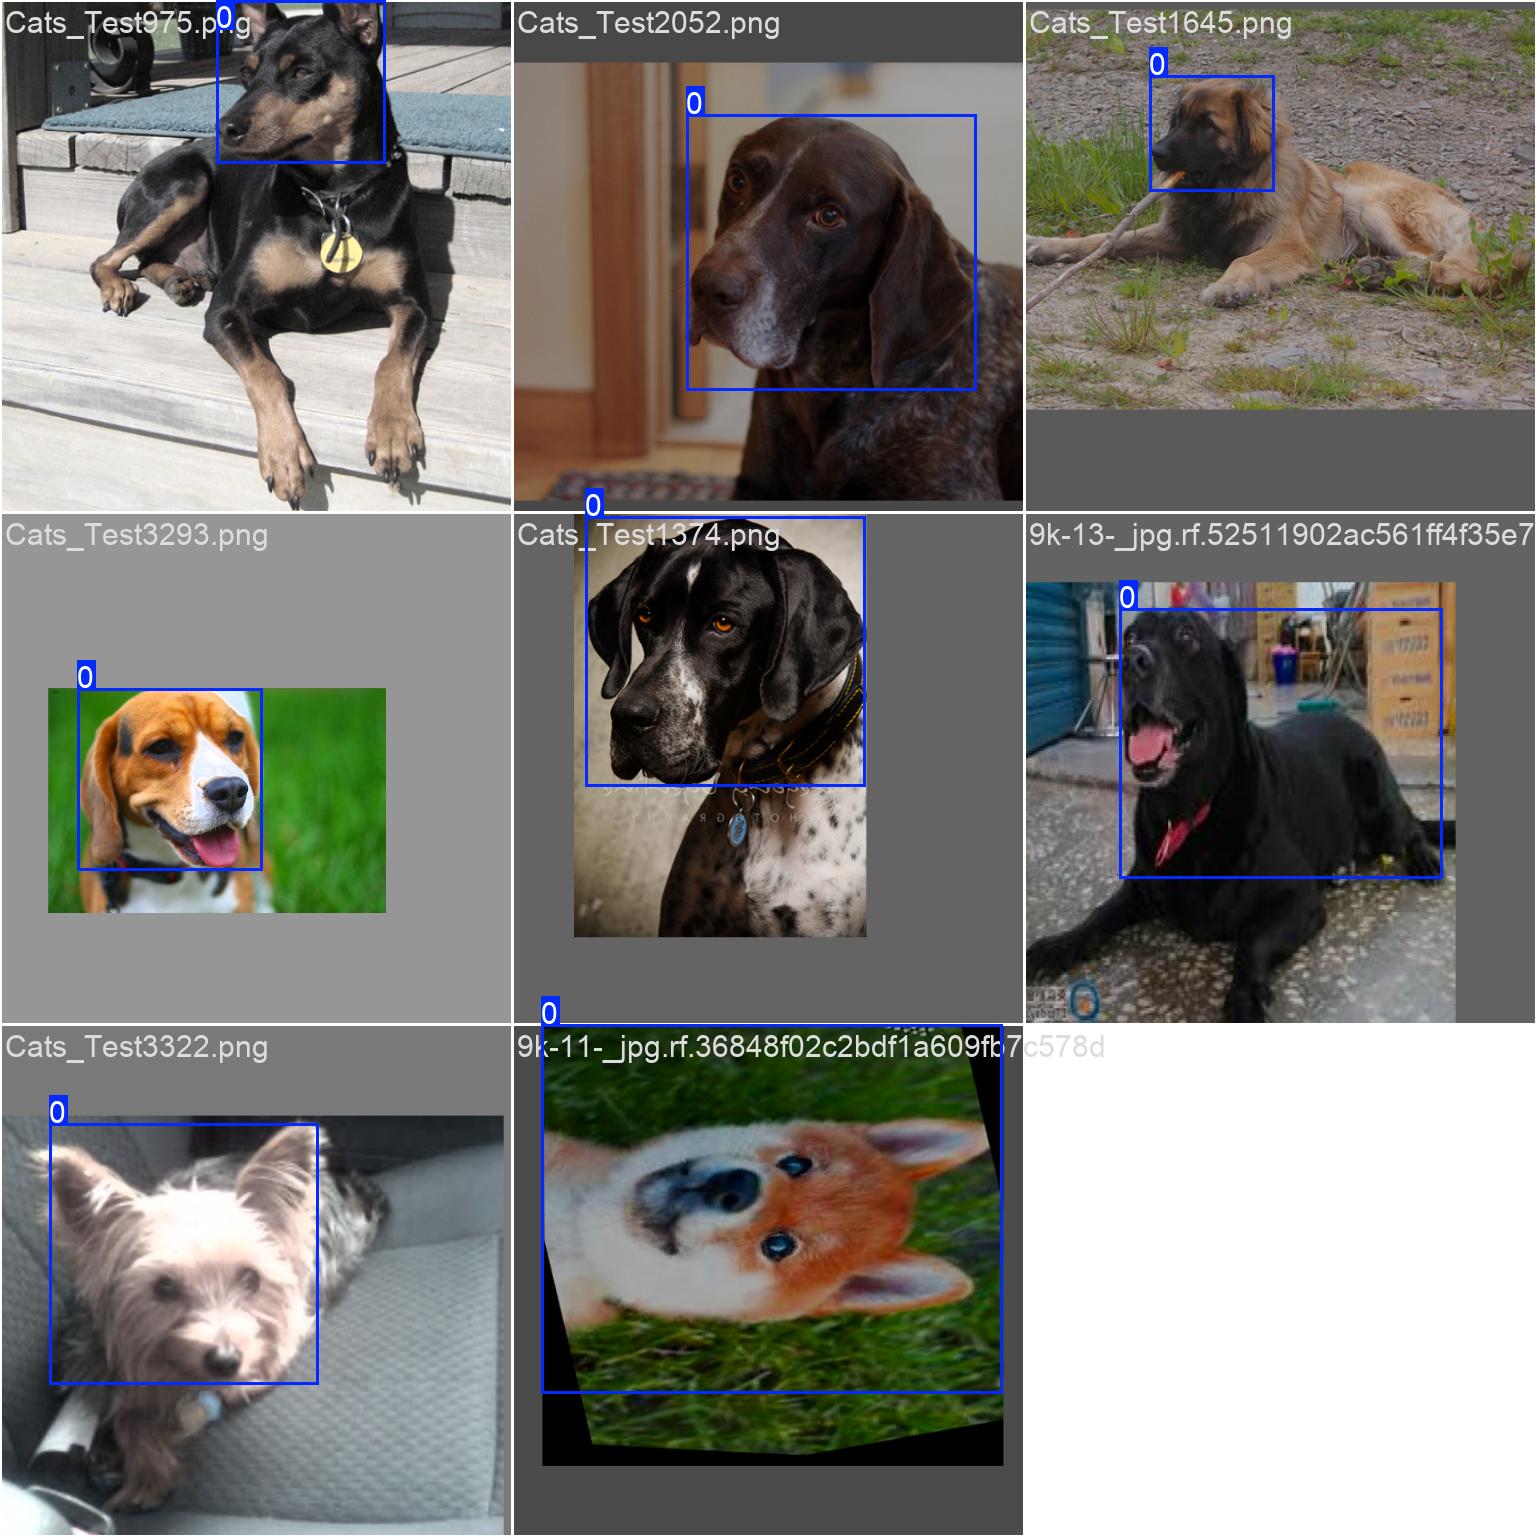 Cats_Test975.png
0
Cats_Test2052.png
0
Cats_Test1645.png
0
Cats_Test3293.png
0
Cats_Test1374.png
0
9k-13-_jpg.rf.52511902ac561ff4f35e7
0
Cats_Test3322.png
0
9k-11-_jpg.rf.36848f02c2bdf1a609fb7c578d
0